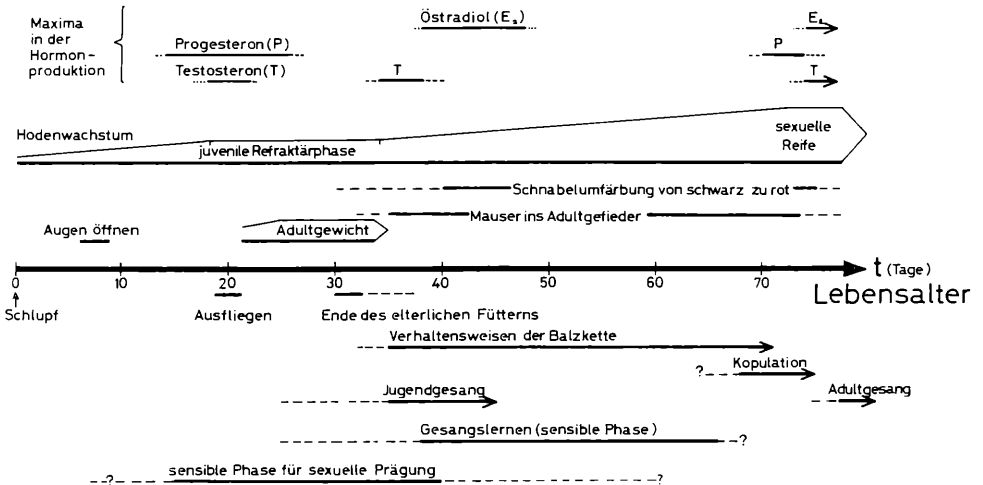 Maxima
in der
Hormon-
produktion
Östradiol (E₂)
E₂
Progesteron (P)
P
Testosteron (T)
T
T
Hodenwachstum
juvenile Refraktärphase
sexuelle
Reife
Schnabelumfärbung von schwarz zu rot
Mauser ins Adultgefieder
Augen öffnen
Adultgewicht
0 10 20 30 40 50 60 70
t (Tage)
Lebensalter
Schlupf
Ausfliegen
Ende des elterlichen Fütterns
Verhaltensweisen der Balzkette
? Kopulation
Jugendgesang
Adultgesang
Gesangslernen (sensible Phase)
?
sensible Phase für sexuelle Prägung
? ?